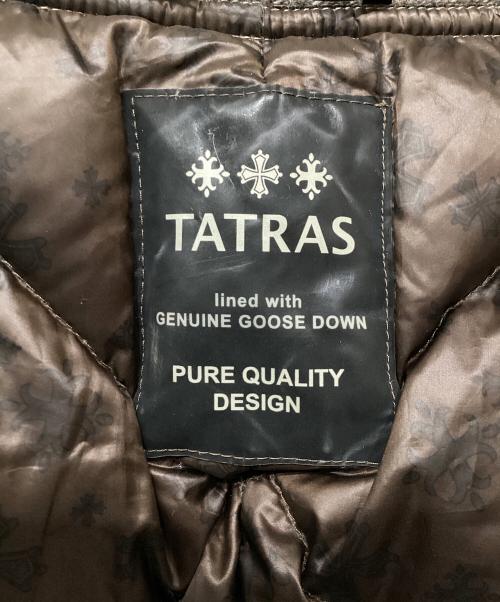 TATRAS
lined with
GENUINE GOOSE DOWN
PURE QUALITY
DESIGN